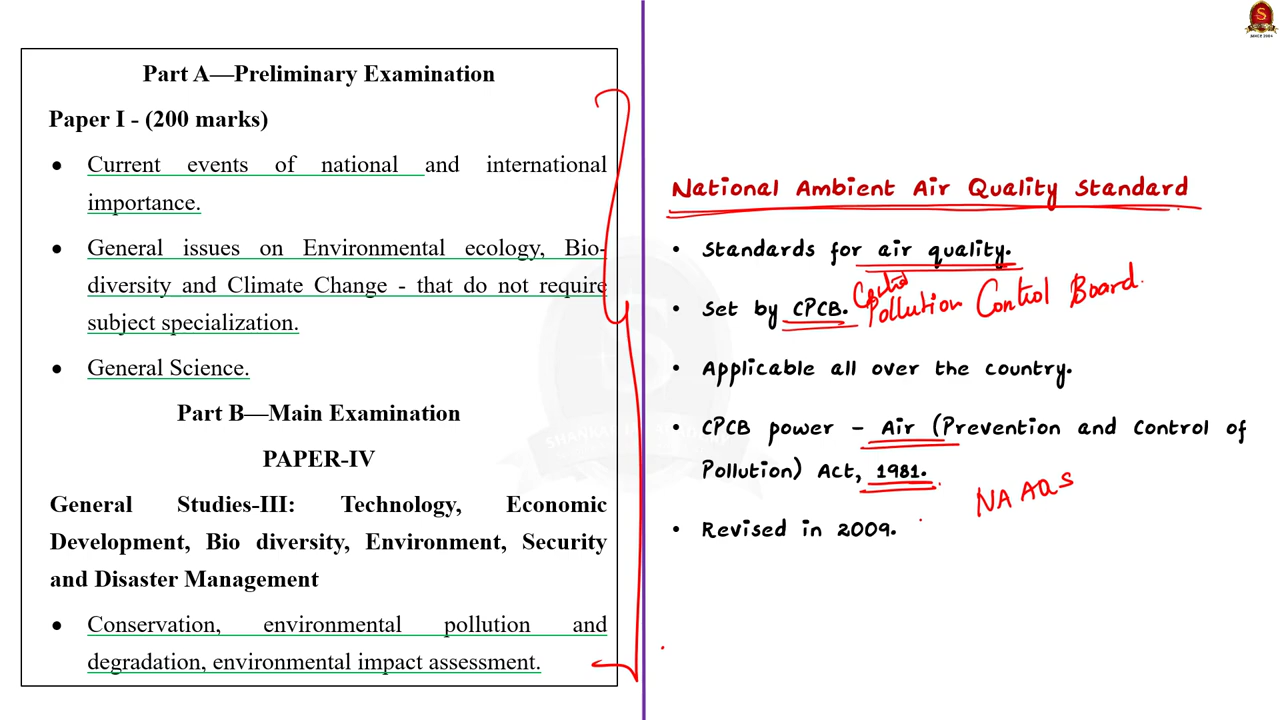 Part A—Preliminary Examination
Paper I - (200 marks)
• Current events of national and international
importance.
• General issues on Environmental ecology, Bio-
diversity and Climate Change - that do not require
subject specialization.
• General Science.
Part B—Main Examination
PAPER-IV
General Studies-III: Technology, Economic
Development, Bio diversity, Environment, Security
and Disaster Management
• Conservation, environmental pollution and
degradation, environmental impact assessment.
S
SINCE 2004
National Ambient Air Quality Standard
• Standards for air quality.
• Set by CPCB. Central Pollution Control Board.
• Applicable all over the country.
• CPCB power - Air (Prevention and Control of
Pollution) Act, 1981.
NAAQS
• Revised in 2009.